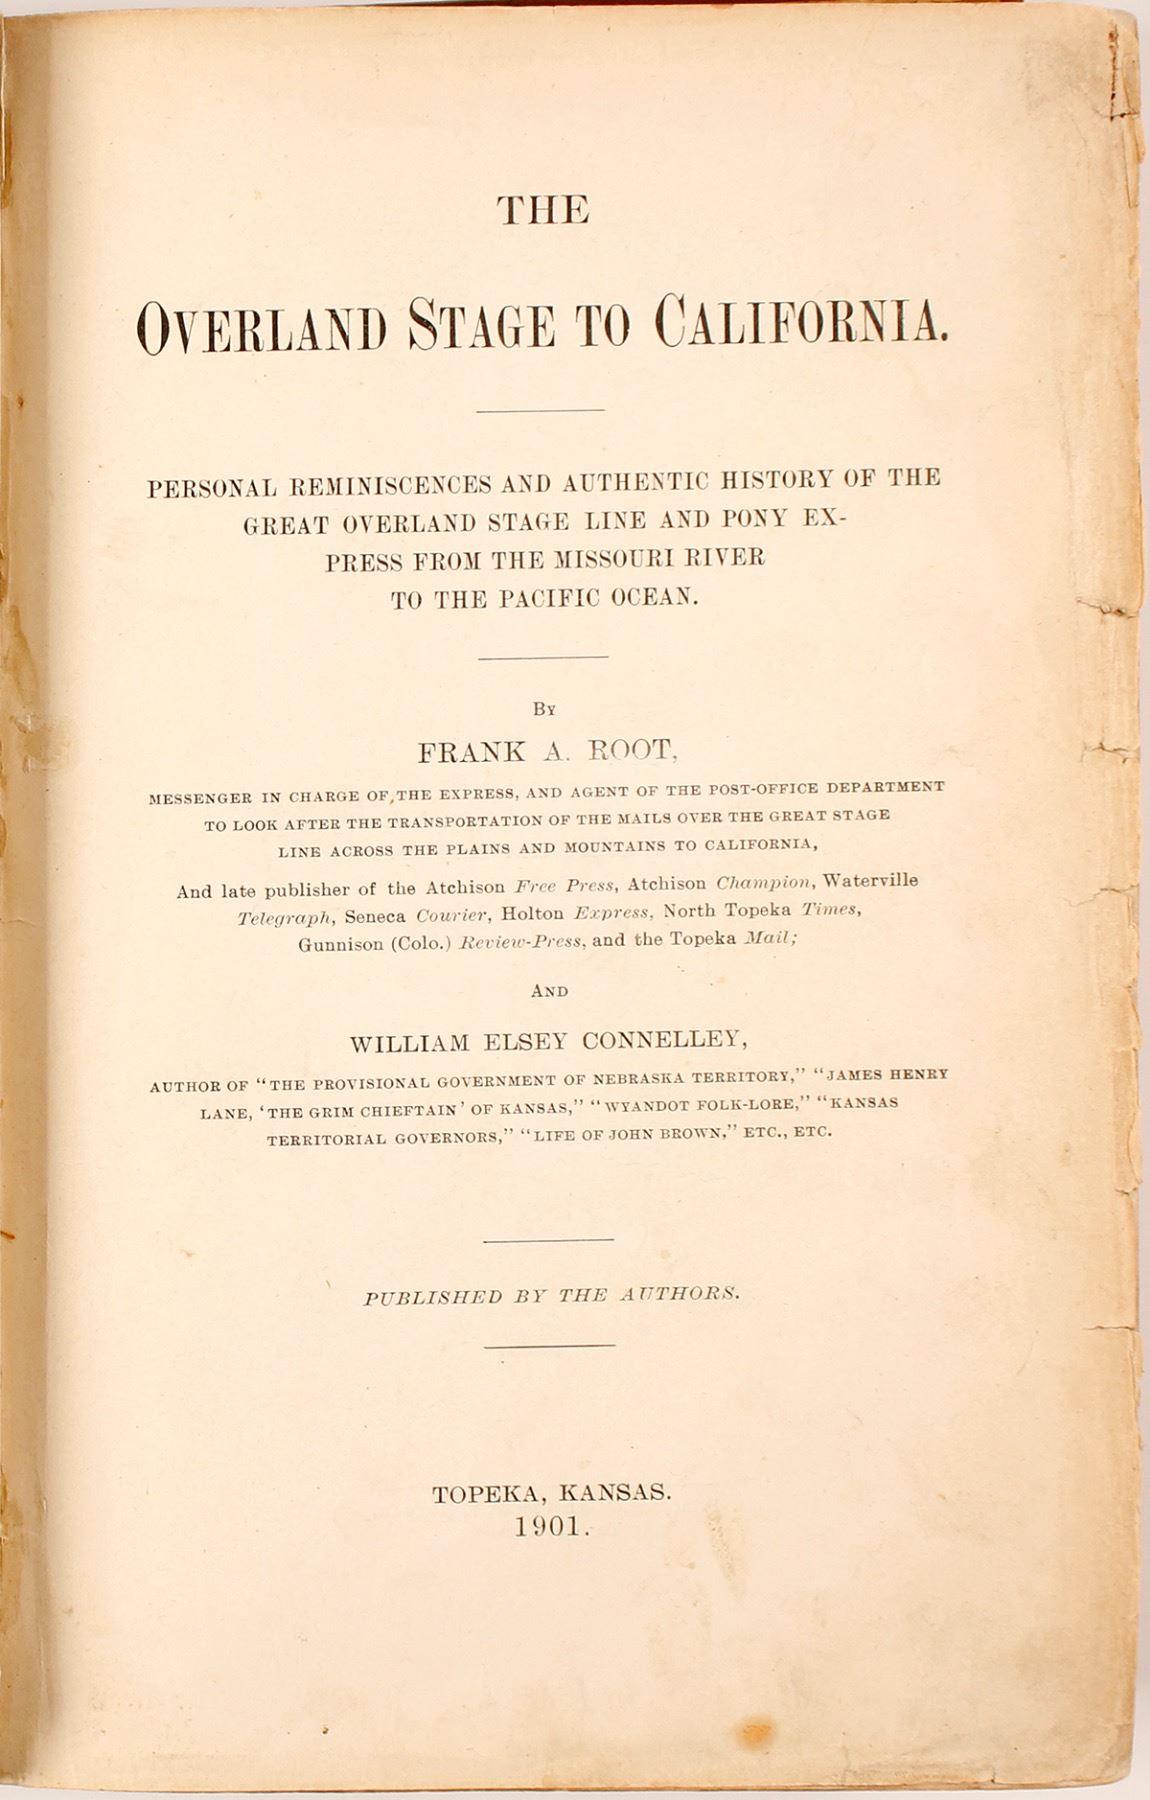 THE
OVERLAND STAGE TO CALIFORNIA.
PERSONAL REMINISCENCES AND AUTHENTIC HISTORY OF THE
GREAT OVERLAND STAGE LINE AND PONY EX-
PRESS FROM THE MISSOURI RIVER
TO THE PACIFIC OCEAN.
BY
FRANK A. ROOT,
MESSENGER IN CHARGE OF THE EXPRESS, AND AGENT OF THE POST-OFFICE DEPARTMENT
TO LOOK AFTER THE TRANSPORTATION OF THE MAILS OVER THE GREAT STAGE
LINE ACROSS THE PLAINS AND MOUNTAINS TO CALIFORNIA,
And late publisher of the Atchison Free Press, Atchison Champion, Waterville
Telegraph, Seneca Courier, Holton Express, North Topeka Times,
Gunnison (Colo.) Review-Press, and the Topeka Mail;
AND
WILLIAM ELSEY CONNELLEY,
AUTHOR OF "THE PROVISIONAL GOVERNMENT OF NEBRASKA TERRITORY," "JAMES HENRY
LANE, 'THE GRIM CHIEFTAIN' OF KANSAS," "WYANDOT FOLK-LORE," "KANSAS
TERRITORIAL GOVERNORS," "LIFE OF JOHN BROWN," ETC., ETC.
PUBLISHED BY THE AUTHORS.
TOPEKA, KANSAS.
1901.